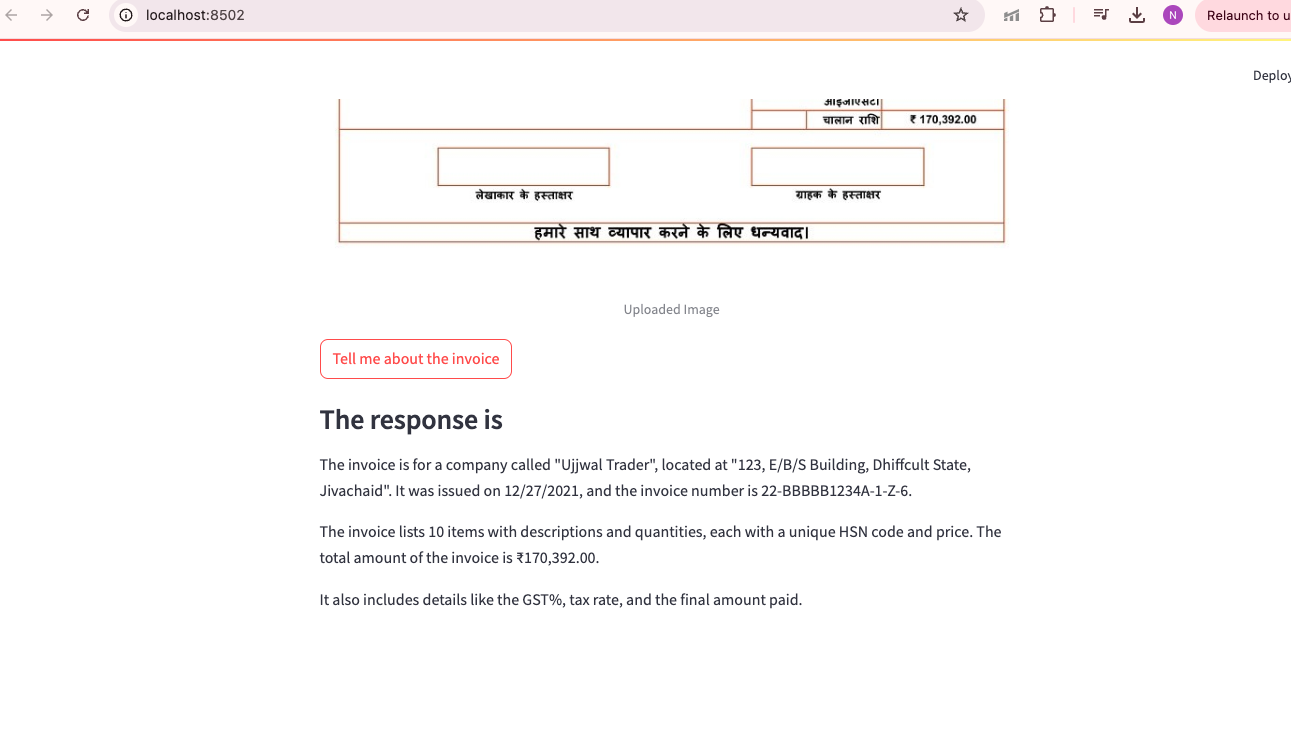 localhost:8502
N
Relaunch to u
Deploy
आईजीएसटी
चालान राशि ₹ 170,392.00
लेखाकार के हस्ताक्षर ग्राहक के हस्ताक्षर
हमारे साथ व्यापार करने के लिए धन्यवाद।
Uploaded Image
Tell me about the invoice
The response is
The invoice is for a company called "Ujjwal Trader", located at "123, E/B/S Building, Dhiffcult State,
Jivachaid". It was issued on 12/27/2021, and the invoice number is 22-BBBBB1234A-1-Z-6.
The invoice lists 10 items with descriptions and quantities, each with a unique HSN code and price. The
total amount of the invoice is ₹170,392.00.
It also includes details like the GST%, tax rate, and the final amount paid.